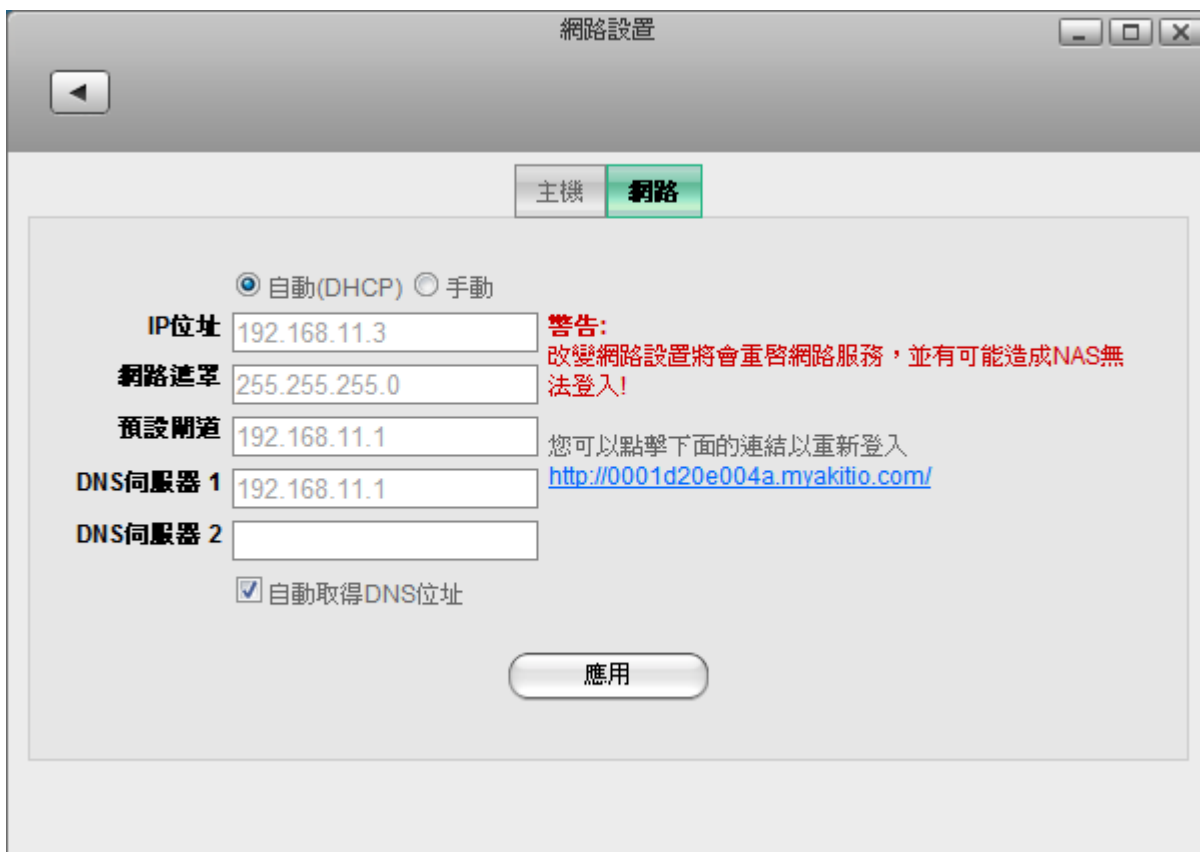 網路設置
主機 網路
自動(DHCP) 手動
IP位址 192.168.11.3
網路遮罩 255.255.255.0
預設閘道 192.168.11.1
DNS伺服器 1 192.168.11.1
DNS伺服器 2
自動取得DNS位址
警告:
改變網路設置將會重啓網路服務，並有可能造成NAS無
法登入!
您可以點擊下面的連結以重新登入
http://0001d20e004a.myakitio.com/
應用